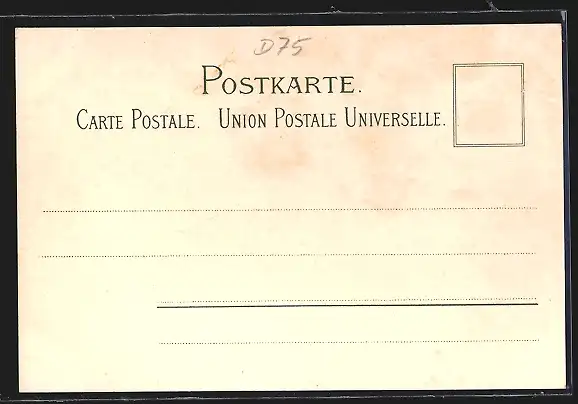 D75
POSTKARTE.
CARTE POSTALE. UNION POSTALE UNIVERSELLE.